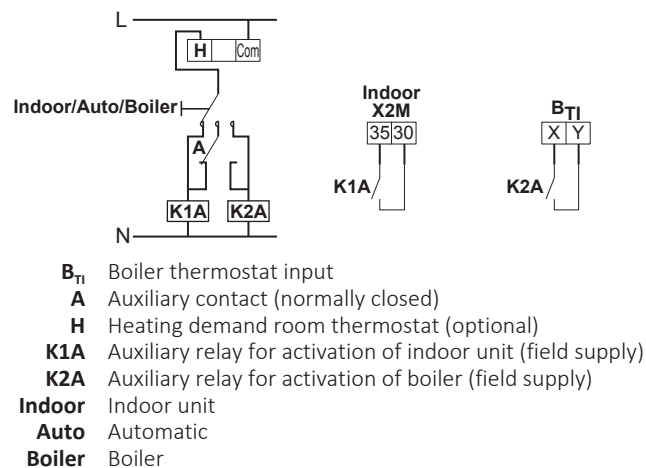 L
H Com
Indoor/Auto/Boiler
A
K1A K2A
N
Indoor
X2M
35 30
K1A
BTI
X Y
K2A
BTI Boiler thermostat input
A Auxiliary contact (normally closed)
H Heating demand room thermostat (optional)
K1A Auxiliary relay for activation of indoor unit (field supply)
K2A Auxiliary relay for activation of boiler (field supply)
Indoor Indoor unit
Auto Automatic
Boiler Boiler